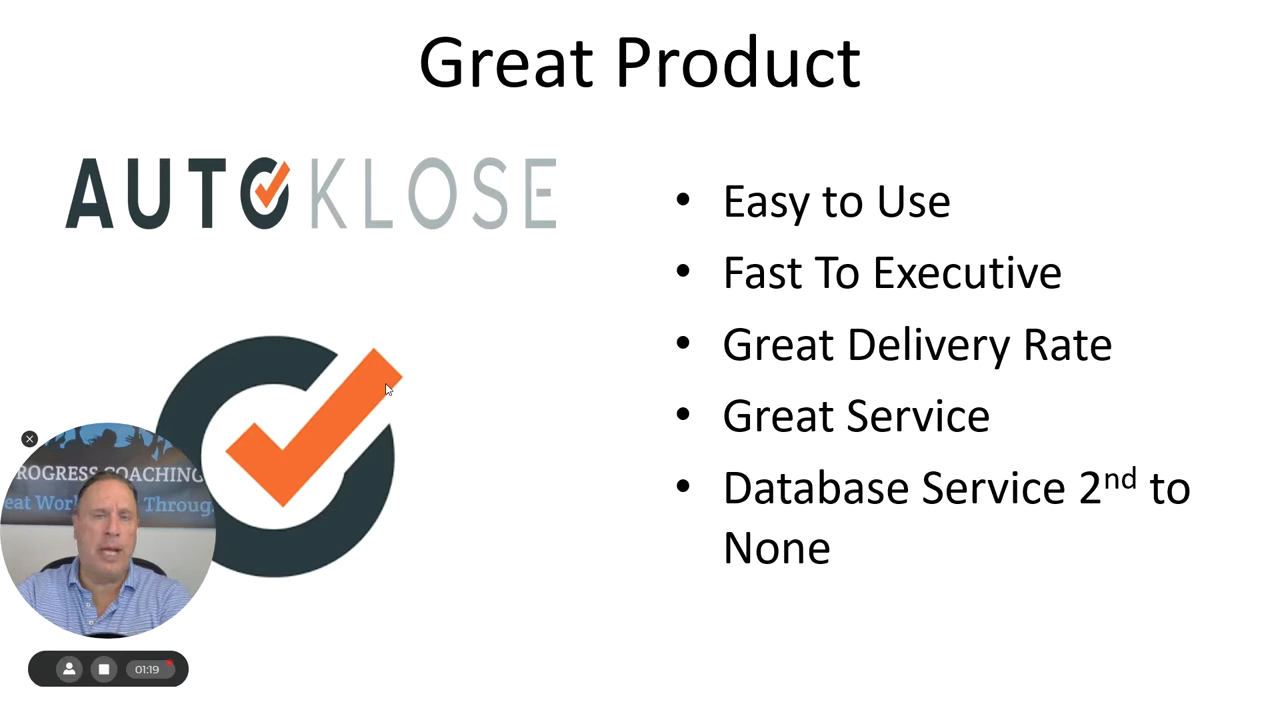 Great Product
AUTOKLOSE
• Easy to Use
• Fast To Executive
• Great Delivery Rate
• Great Service
• Database Service 2nd to
None
ROGRESS COACHING
eat Wor Throug
01:19